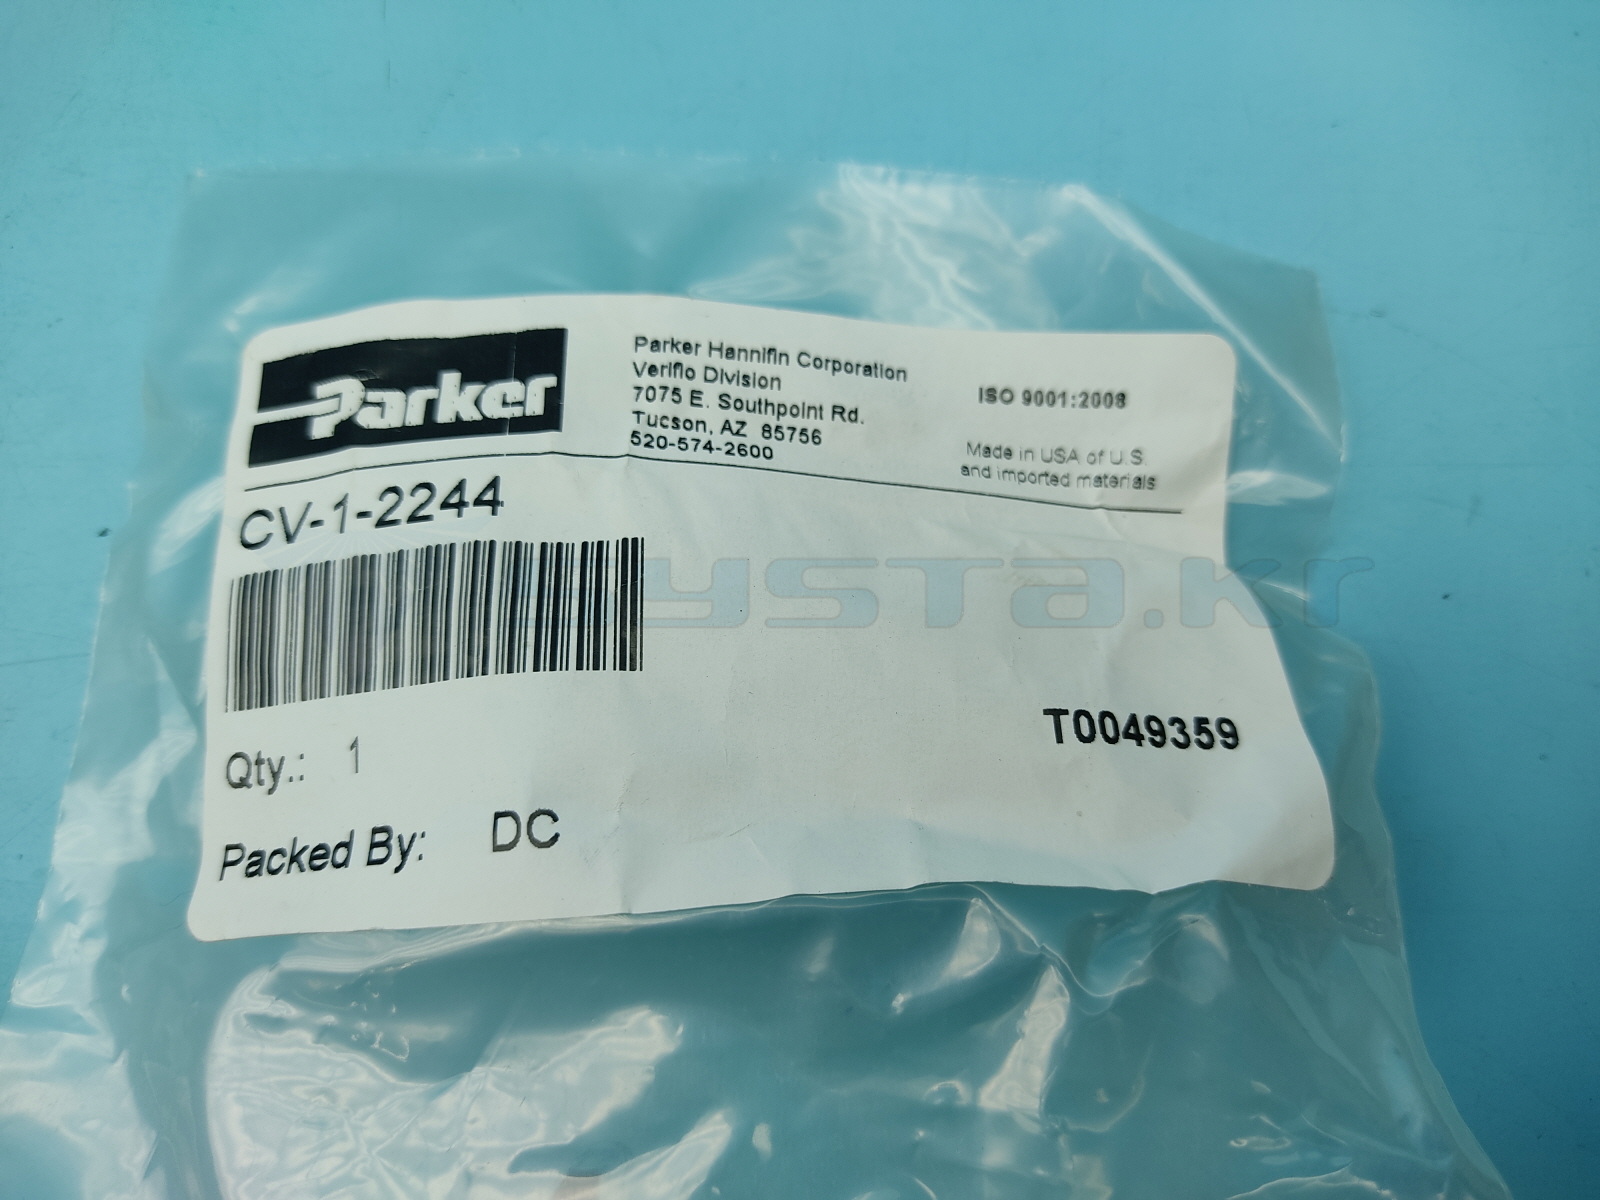 Parker
Parker Hannifin Corporation
Veriflo Division
7075 E. Southpoint Rd.
Tucson, AZ 85756
520-574-2600
ISO 9001:2008
Made in USA of U.S.
and imported materials
CV-1-2244
Qty.: 1
Packed By: DC
T0049359